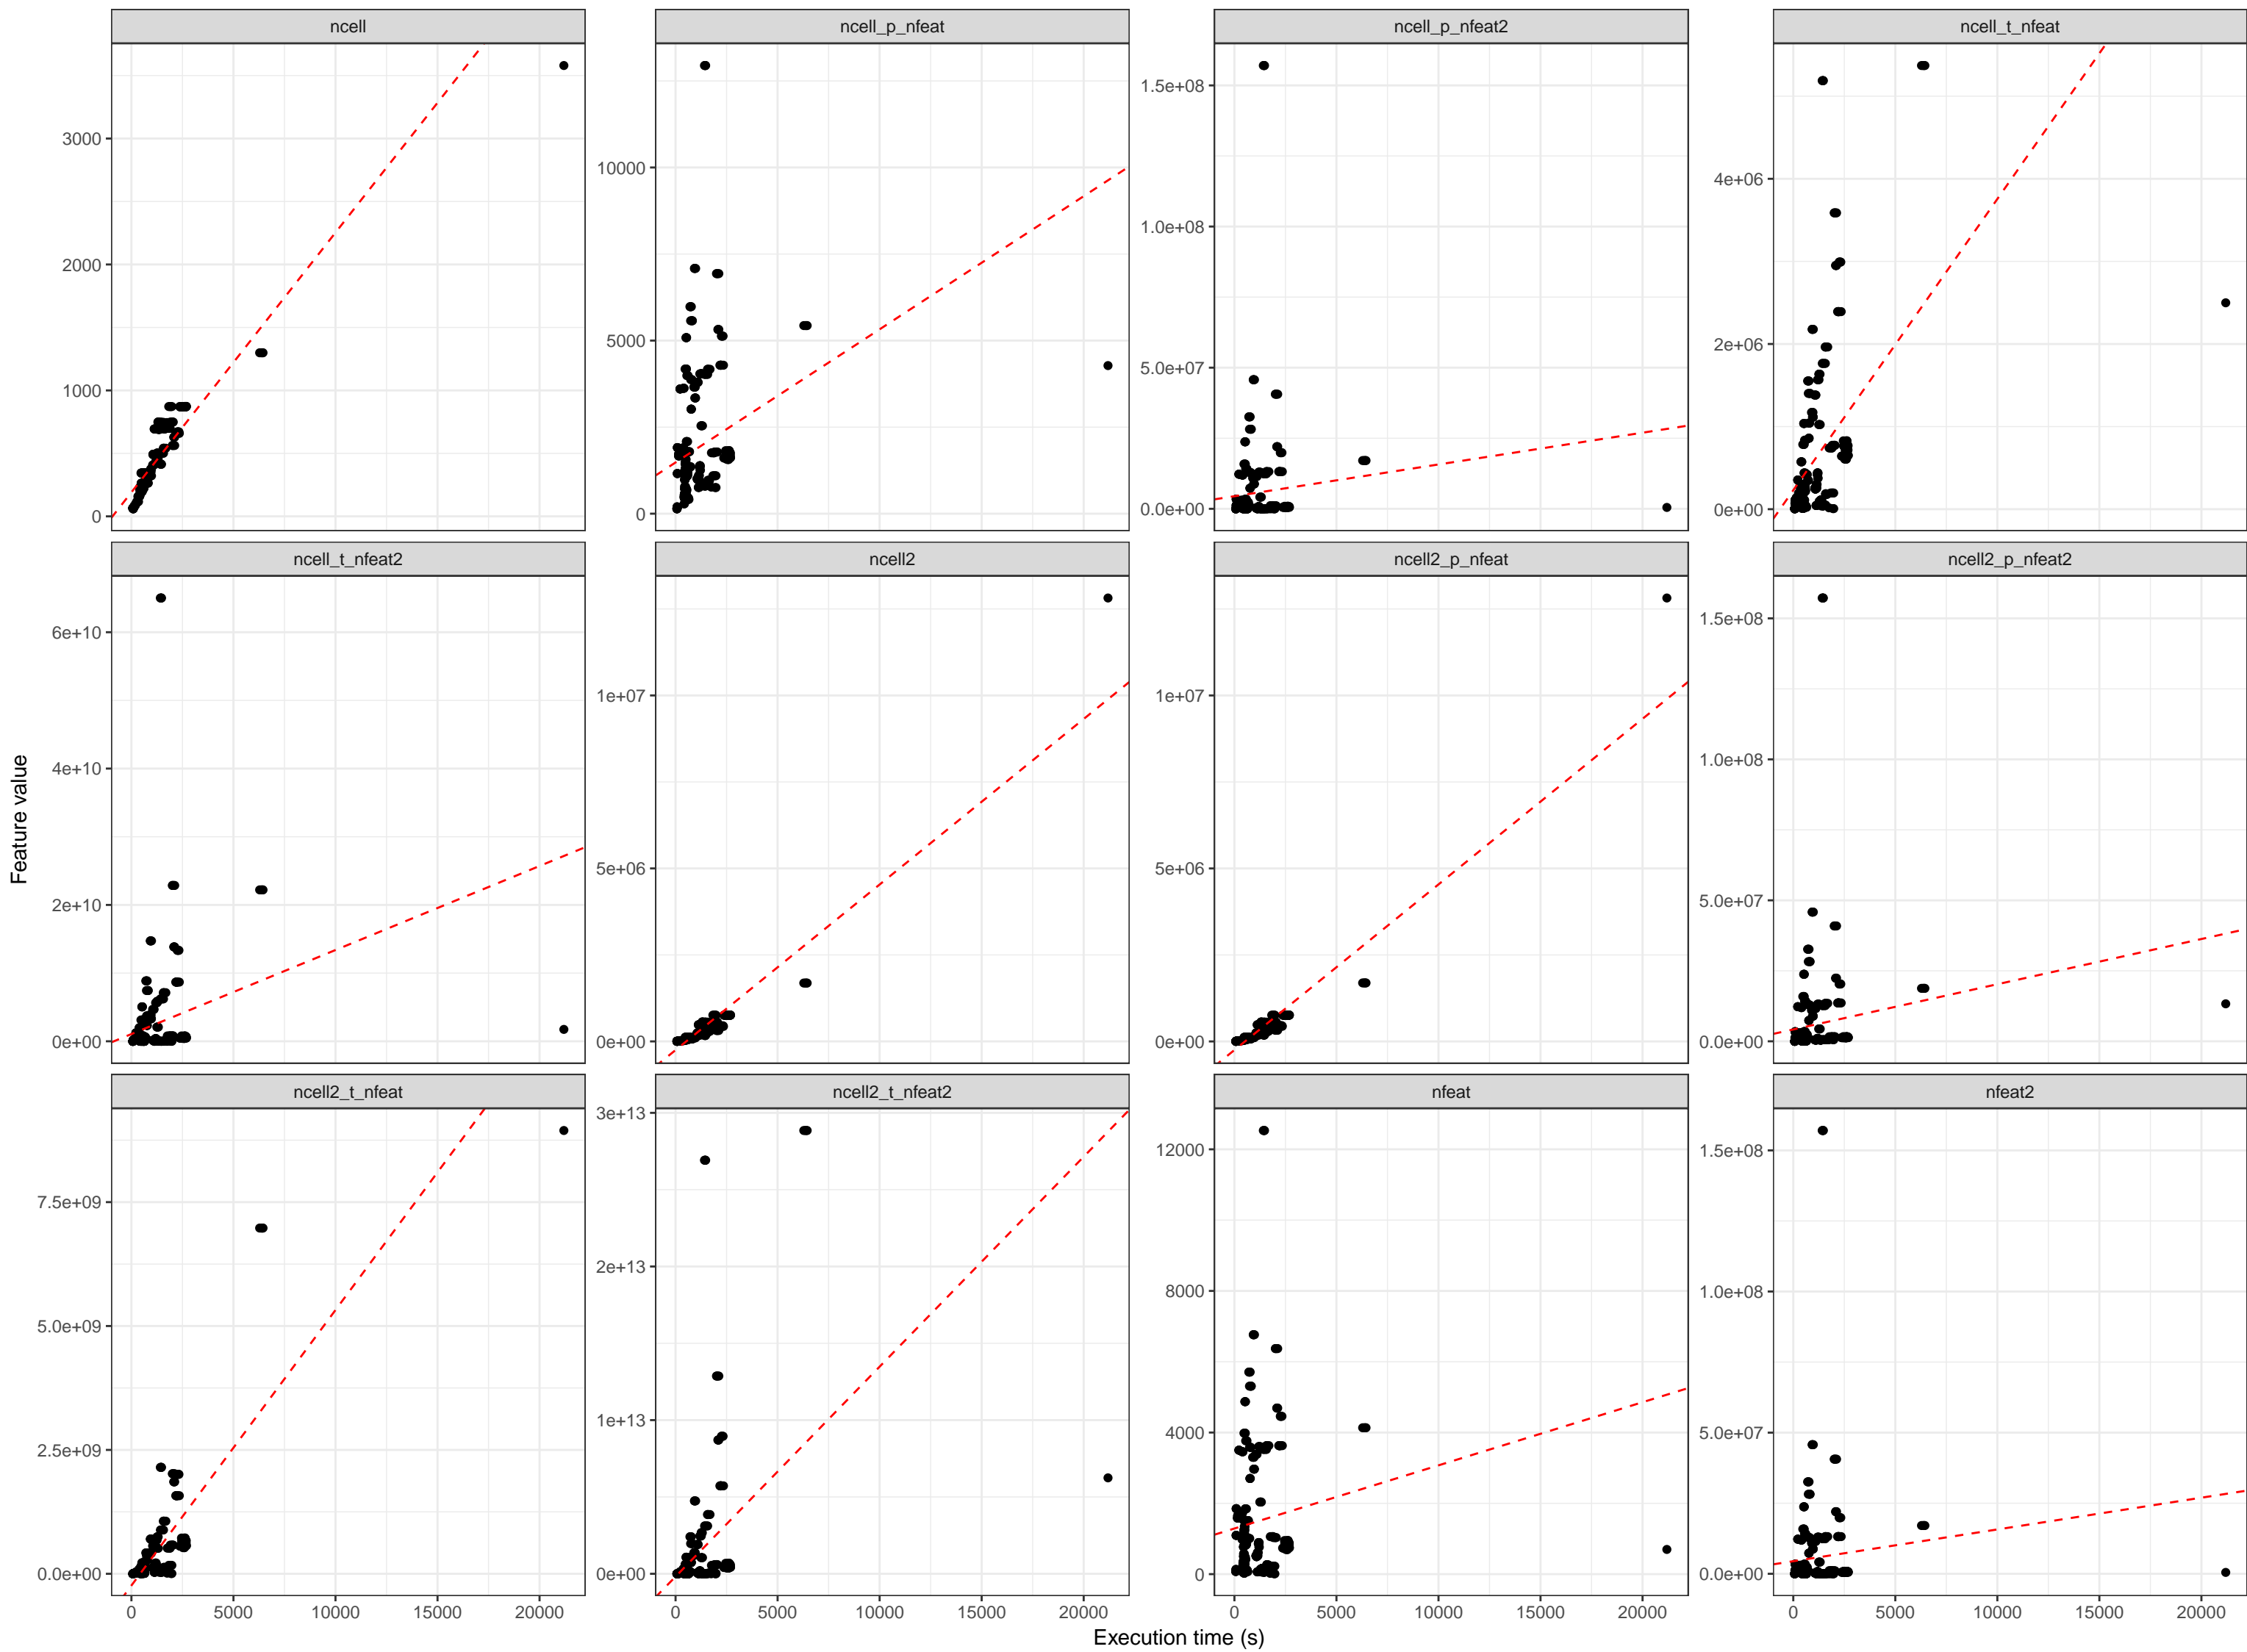 ncell
ncell_p_nfeat
ncell_p_nfeat2
ncell_t_nfeat
3000
2000
1000
0
10000
5000
0
1.5e+08
1.0e+08
5.0e+07
0.0e+00
4e+06
2e+06
0e+00
ncell_t_nfeat2
ncell2
ncell2_p_nfeat
ncell2_p_nfeat2
6e+10
4e+10
2e+10
0e+00
1e+07
5e+06
0e+00
1e+07
5e+06
0e+00
1.5e+08
1.0e+08
5.0e+07
0.0e+00
Feature value
ncell2_t_nfeat
ncell2_t_nfeat2
nfeat
nfeat2
7.5e+09
5.0e+09
2.5e+09
0.0e+00
3e+13
2e+13
1e+13
0e+00
12000
8000
4000
0
1.5e+08
1.0e+08
5.0e+07
0.0e+00
0 5000 10000 15000 20000
0 5000 10000 15000 20000
0 5000 10000 15000 20000
0 5000 10000 15000 20000
Execution time (s)